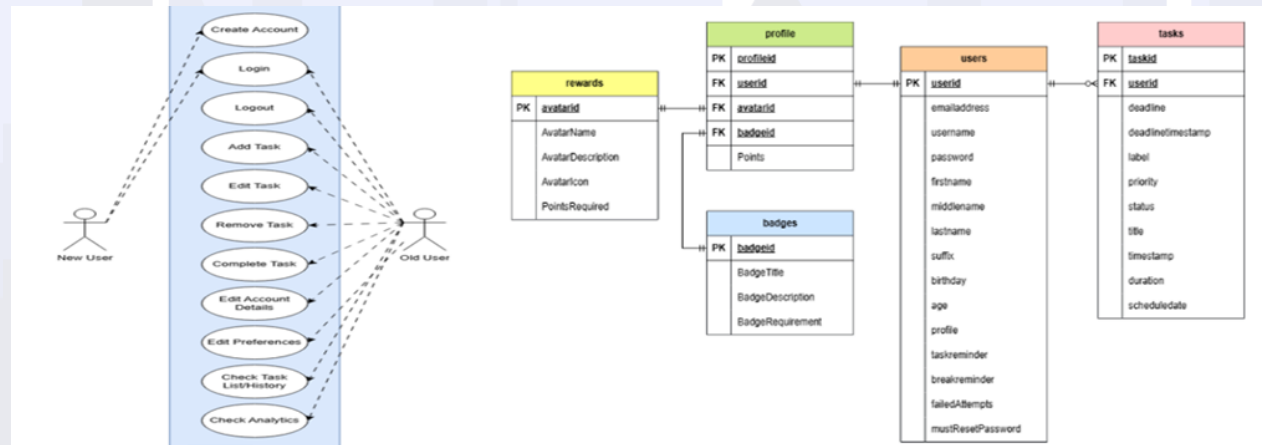 Create Account
Login
Logout
Add Task
Edit Task
Remove Task
Complete Task
Edit Account
Details
Edit Preferences
Check Task
List/History
Check Analytics
New User
Old User
rewards
PK avatarid
AvatarName
AvatarDescription
AvatarIcon
PointsRequired
profile
PK profileid
FK userid
FK avatarid
FK badgeid
Points
badges
PK badgeid
BadgeTitle
BadgeDescription
BadgeRequirement
users
PK userid
emailaddress
username
password
firstname
middlename
lastname
suffix
birthday
age
profile
taskreminder
breakreminder
failedAttempts
mustResetPassword
tasks
PK taskid
FK userid
deadline
deadlinetimestamp
label
priority
status
title
timestamp
duration
scheduledate